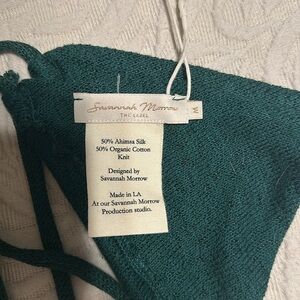 Savannah Morrow
THE LABEL
M
50% Ahimsa Silk
50% Organic Cotton
Knit
Designed by
Savannah Morrow
Made in LA
At our Savannah Morrow
Production studio.